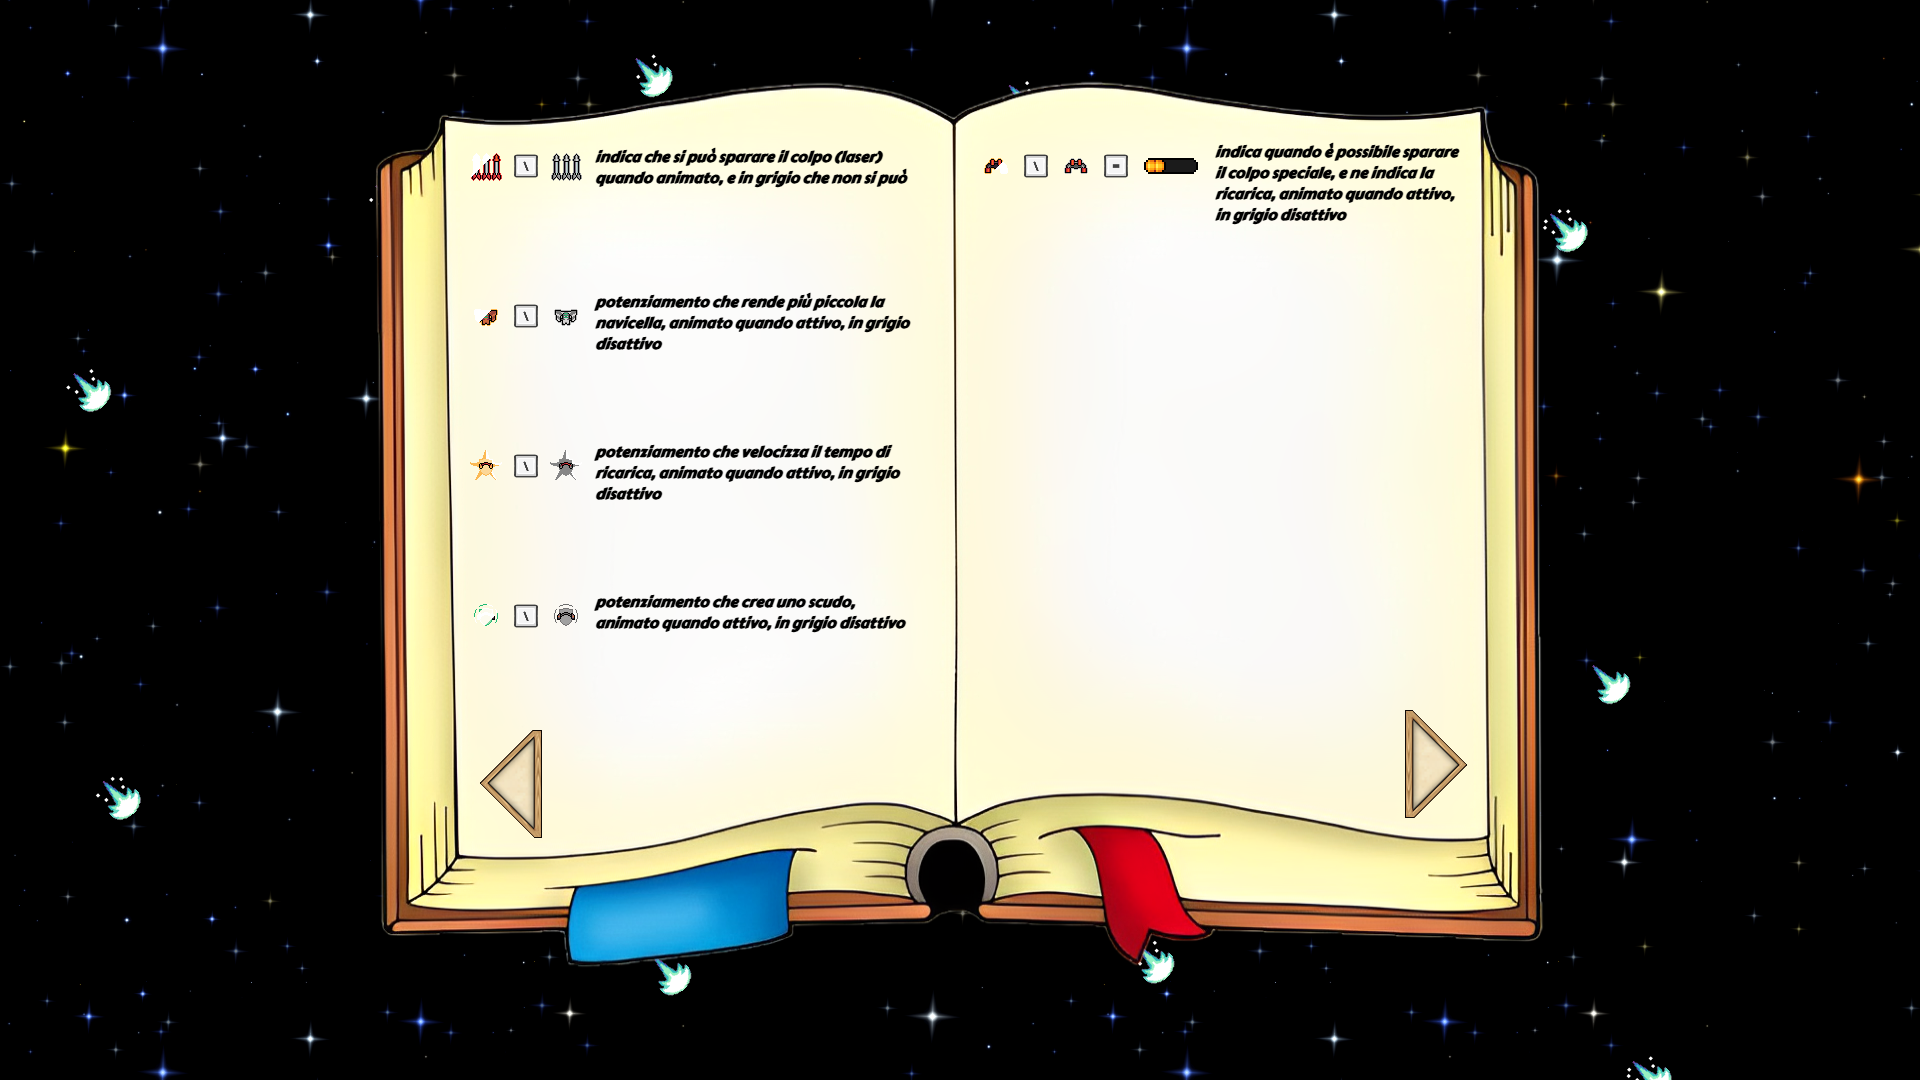 \ indica che si può sparare il colpo (laser)
quando animato, e in grigio che non si può
\ potenziamento che rende più piccola la
navicella, animato quando attivo, in grigio
disattivo
\ potenziamento che velocizza il tempo di
ricarica, animato quando attivo, in grigio
disattivo
\ potenziamento che crea uno scudo,
animato quando attivo, in grigio disattivo
\ - indica quando è possibile sparare
il colpo speciale, e ne indica la
ricarica, animato quando attivo,
in grigio disattivo